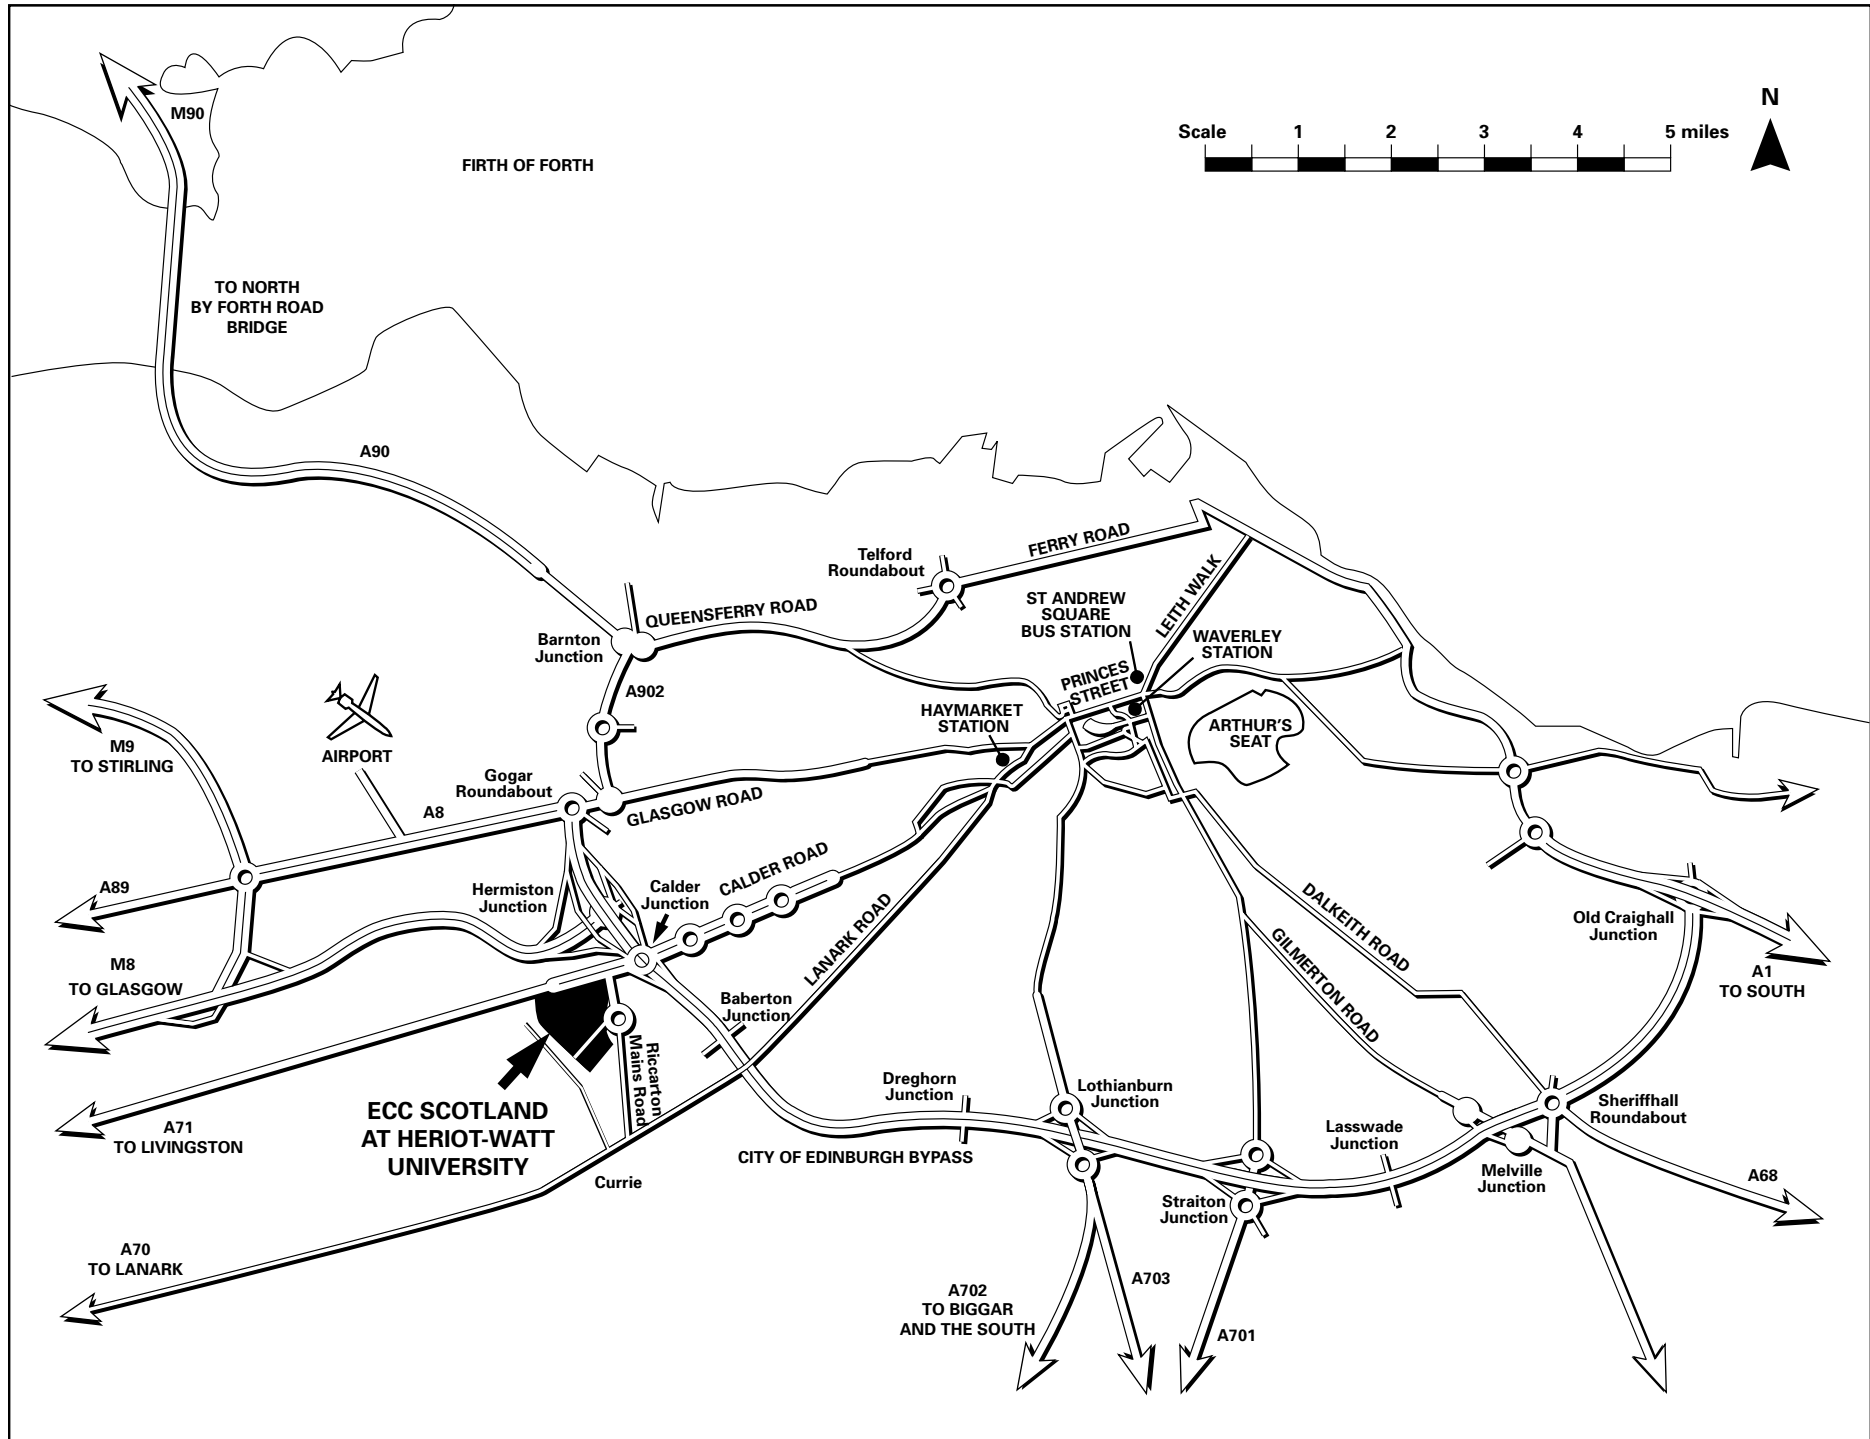 M90
FIRTH OF FORTH
Scale 1 2 3 4 5 miles
N
TO NORTH
BY FORTH ROAD
BRIDGE
A90
Telford
Roundabout
FERRY ROAD
QUEENSFERRY ROAD
ST ANDREW
SQUARE
BUS STATION
LEITH WALK
WAVERLEY
STATION
Barnton
Junction
A902
PRINCES
STREET
HAYMARKET
STATION
ARTHUR'S
SEAT
M9
TO STIRLING
AIRPORT
Gogar
Roundabout
A8
GLASGOW ROAD
A89
Hermiston
Junction
Calder
Junction
CALDER ROAD
LANARK ROAD
DALKEITH ROAD
GILMERTON ROAD
Old Craighall
Junction
A1
TO SOUTH
M8
TO GLASGOW
Baberton
Junction
Riccarton
Mains Road
ECC SCOTLAND
AT HERIOT-WATT
UNIVERSITY
A71
TO LIVINGSTON
Dreghorn
Junction
Lothianburn
Junction
Lasswade
Junction
Sheriffhall
Roundabout
CITY OF EDINBURGH BYPASS
Currie
Straiton
Junction
Melville
Junction
A68
A70
TO LANARK
A702
TO BIGGAR
AND THE SOUTH
A703
A701